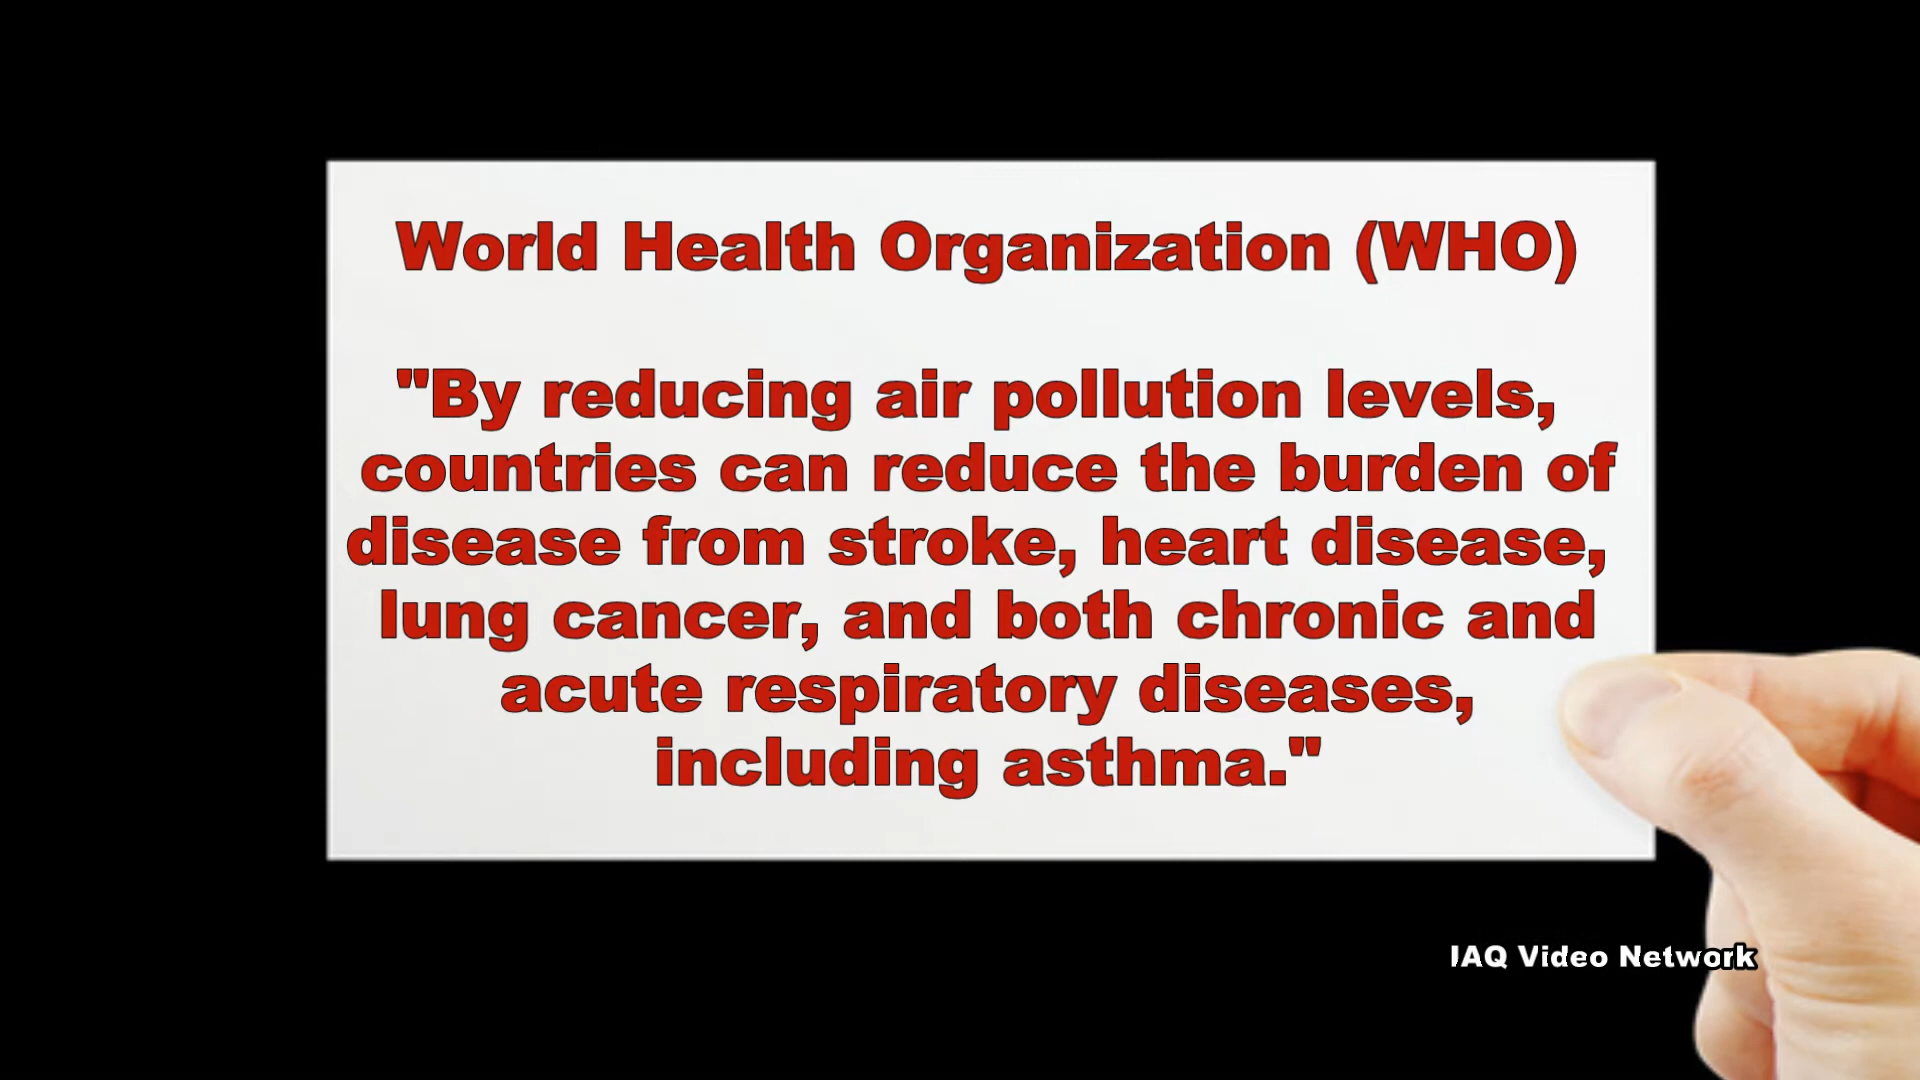 World Health Organization (WHO)
"By reducing air pollution levels,
countries can reduce the burden of
disease from stroke, heart disease,
lung cancer, and both chronic and
acute respiratory diseases,
including asthma."
IAQ Video Network